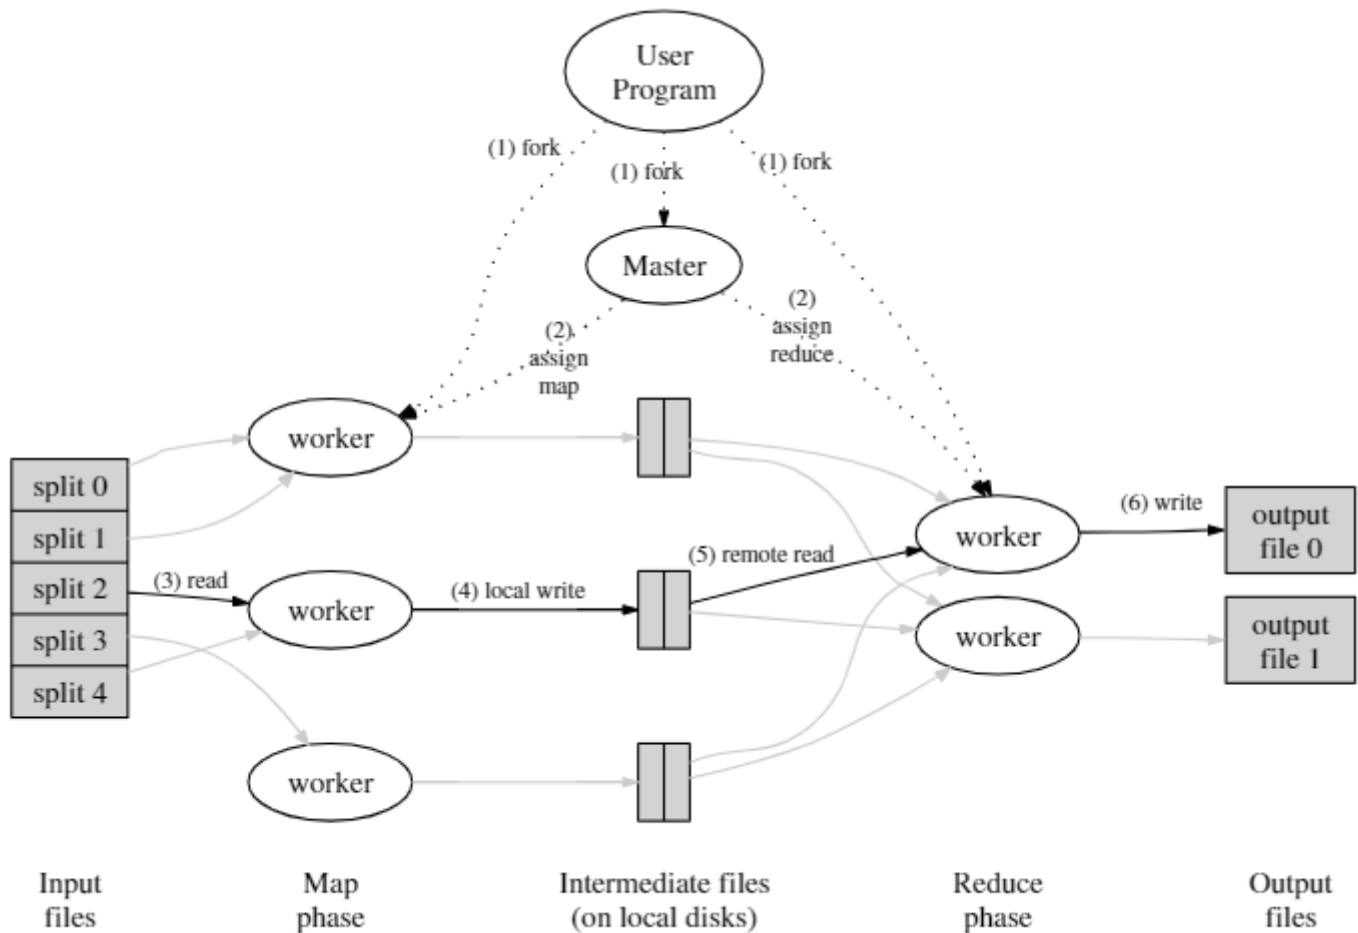 User
Program
(1) fork
(1) fork
(1) fork
Master
(2)
assign
map
(2)
assign
reduce
worker
split 0
split 1
split 2
split 3
split 4
(3) read
worker
(4) local write
(5) remote read
worker
(6) write
output
file 0
worker
output
file 1
worker
Input
files
Map
phase
Intermediate files
(on local disks)
Reduce
phase
Output
files